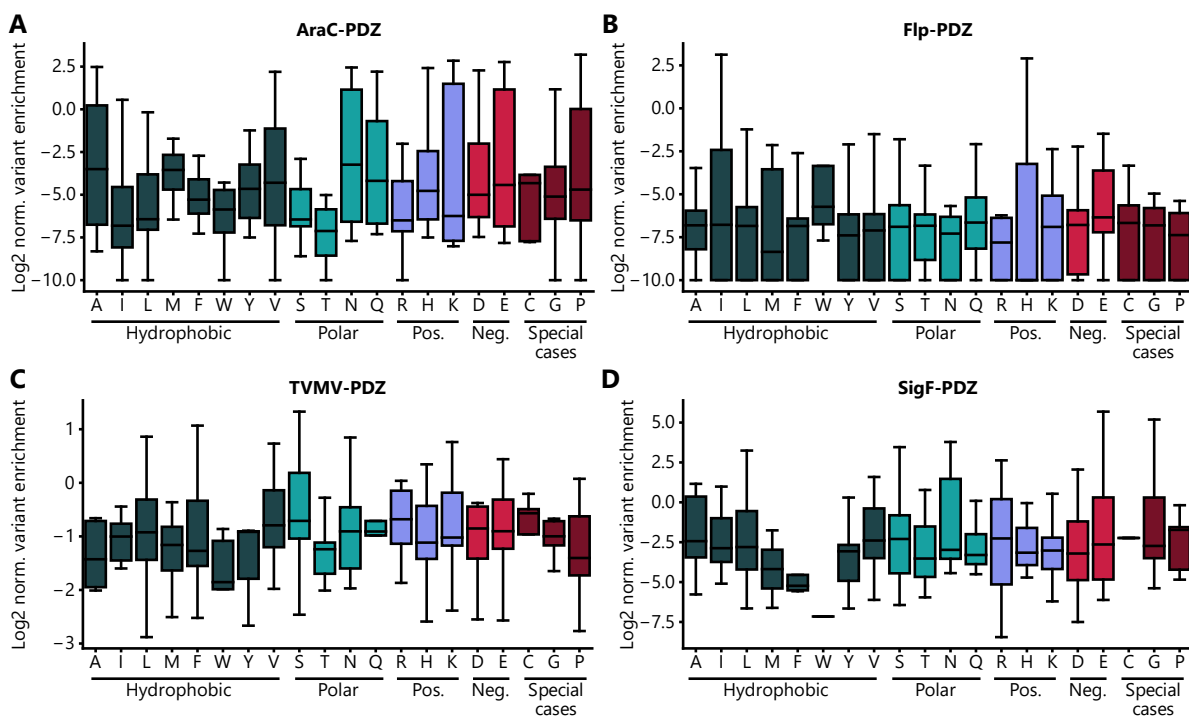 A
AraC-PDZ
Log2 norm. variant enrichment
2.5
0.0
−2.5
−5.0
−7.5
−10.0
A I L M F W Y V S T N Q R H K D E C G P
Hydrophobic Polar Pos. Neg. Special
cases
B
Flp-PDZ
Log2 norm. variant enrichment
2.5
0.0
−2.5
−5.0
−7.5
−10.0
A I L M F W Y V S T N Q R H K D E C G P
Hydrophobic Polar Pos. Neg. Special
cases
C
TVMV-PDZ
Log2 norm variant enrichment
1
0
−1
−2
−3
A I L M F W Y V S T N Q R H K D E C G P
Hydrophobic Polar Pos. Neg. Special
cases
D
SigF-PDZ
Log2 norm. variant enrichment
5.0
2.5
0.0
−2.5
−5.0
−7.5
A I L M F W Y V S T N Q R H K D E C G P
Hydrophobic Polar Pos. Neg. Special
cases